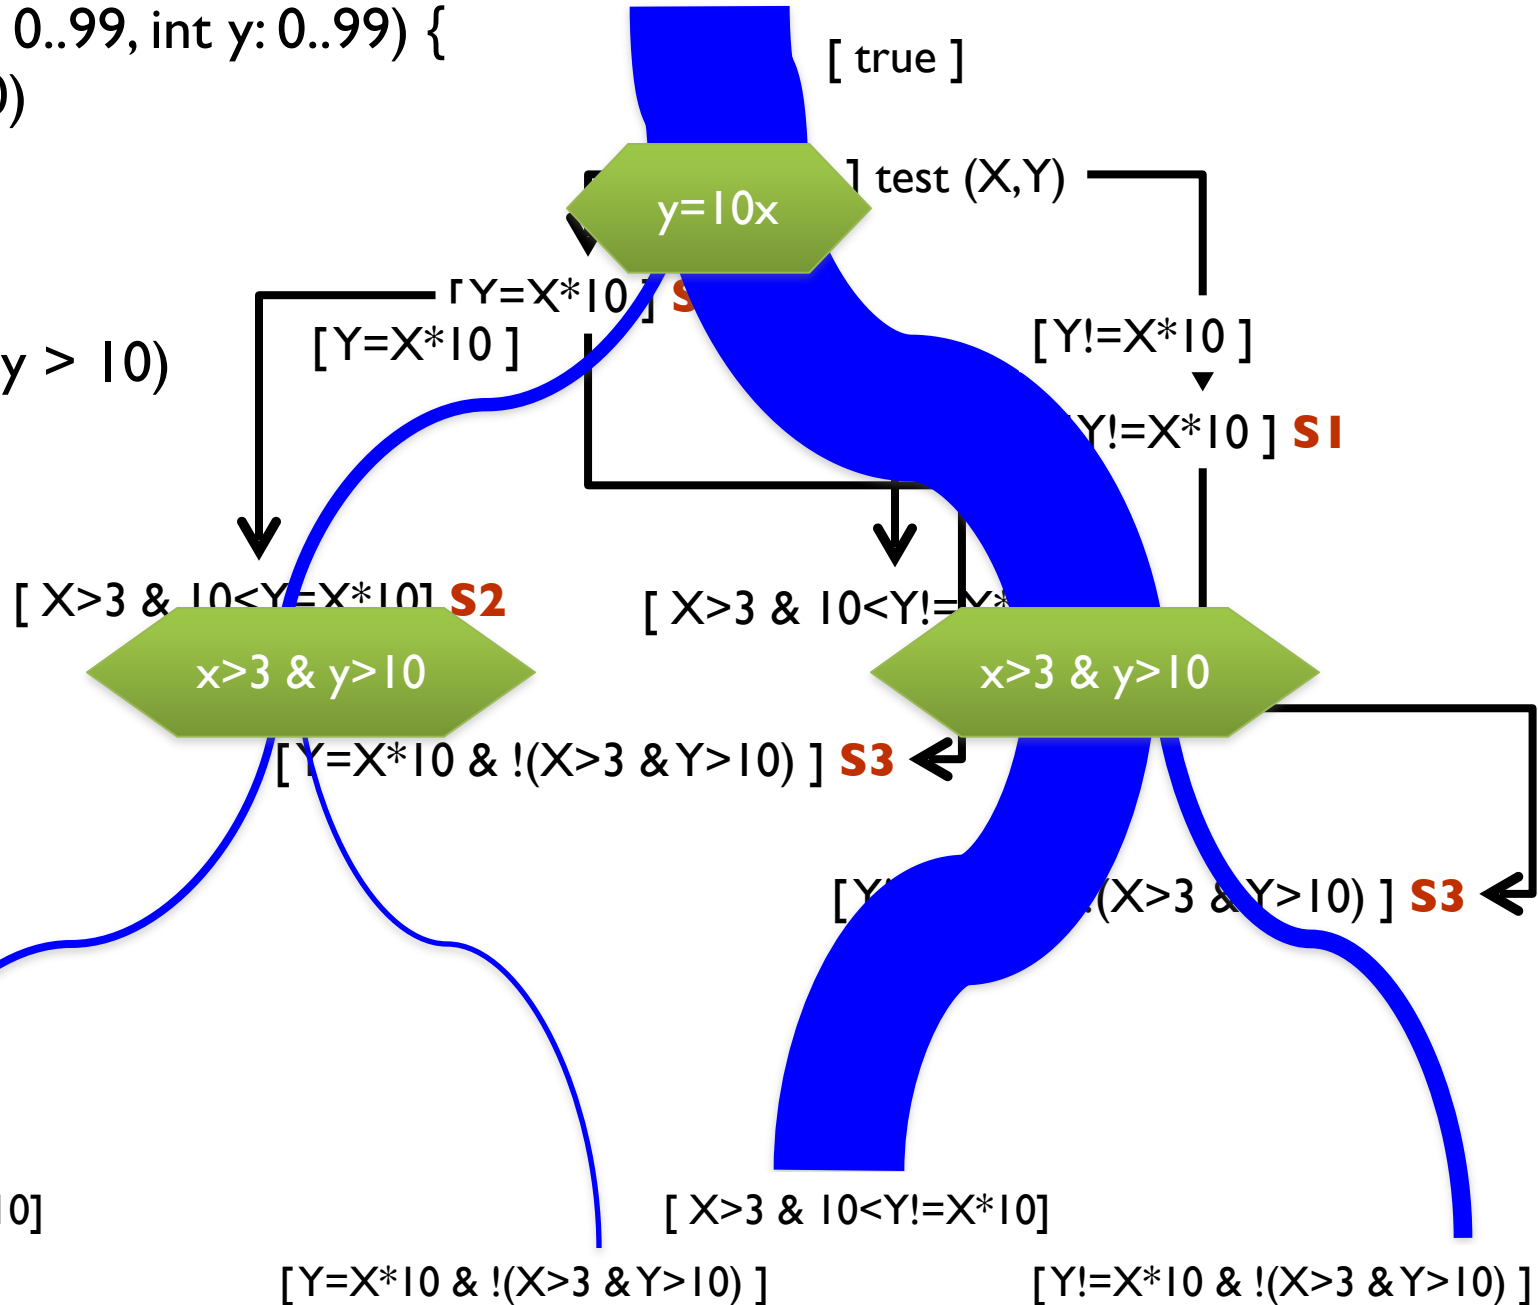 0..99, int y: 0..99) {
[ true ]
0)
] test (X,Y)
y=10x
[ Y=X*10 ] S
[Y=X*10 ]
[Y!=X*10 ]
y > 10)
Y!=X*10 ] S1
[ X>3 & 10<Y=X*10] S2
[ X>3 & 10<Y!=X*
x>3 & y>10
x>3 & y>10
[Y=X*10 & !(X>3 & Y>10) ] S3
[Y !(X>3 & Y>10) ] S3
10]
[ X>3 & 10<Y!=X*10]
[Y=X*10 & !(X>3 & Y>10) ]
[Y!=X*10 & !(X>3 & Y>10) ]